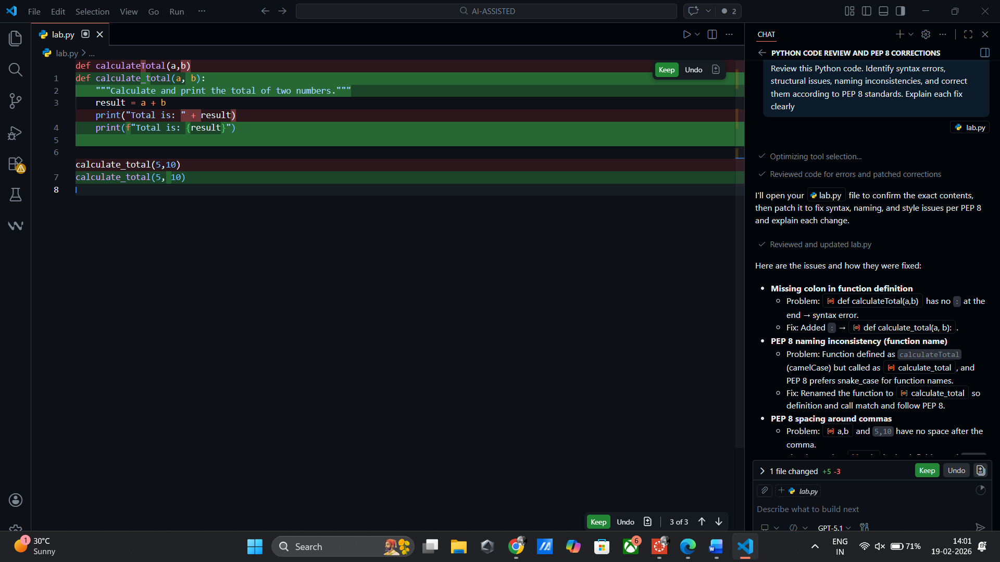 File Edit Selection View Go Run ···
AI-ASSISTED
2
lab.py
lab.py > ...
def calculateTotal(a,b)
1 def calculate_total(a, b):
2 """Calculate and print the total of two numbers."""
3 result = a + b
print("Total is: " + result)
4 print(f"Total is: {result}")
5
6
calculate_total(5,10)
7 calculate_total(5, 10)
8
Keep Undo
Keep Undo 3 of 3
CHAT
PYTHON CODE REVIEW AND PEP 8 CORRECTIONS
Review this Python code. Identify syntax errors,
structural issues, naming inconsistencies, and correct
them according to PEP 8 standards. Explain each fix
clearly
lab.py
Optimizing tool selection...
Reviewed code for errors and patched corrections
I'll open your lab.py file to confirm the exact contents,
then patch it to fix syntax, naming, and style issues per PEP 8
and explain each change.
Reviewed and updated lab.py
Here are the issues and how they were fixed:
• Missing colon in function definition
Problem: def calculateTotal(a,b) has no : at the
end → syntax error.
Fix: Added : → def calculate_total(a, b): .
• PEP 8 naming inconsistency (function name)
Problem: Function defined as calculateTotal
(camelCase) but called as calculate_total , and
PEP 8 prefers snake_case for function names.
Fix: Renamed the function to calculate_total so
definition and call match and follow PEP 8.
• PEP 8 spacing around commas
Problem: a,b and 5,10 have no space after the
comma.
1 file changed +5 -3 Keep Undo
lab.py
Describe what to build next
GPT-5.1
1 30°C
Sunny
Search
6
ENG
IN
71%
14:01
19-02-2026